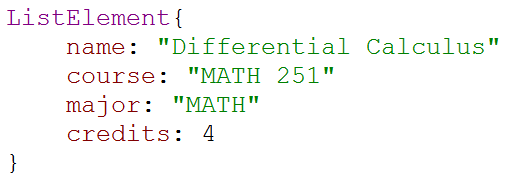 ListElement{
    name: "Differential Calculus"
    course: "MATH 251"
    major: "MATH"
    credits: 4
}